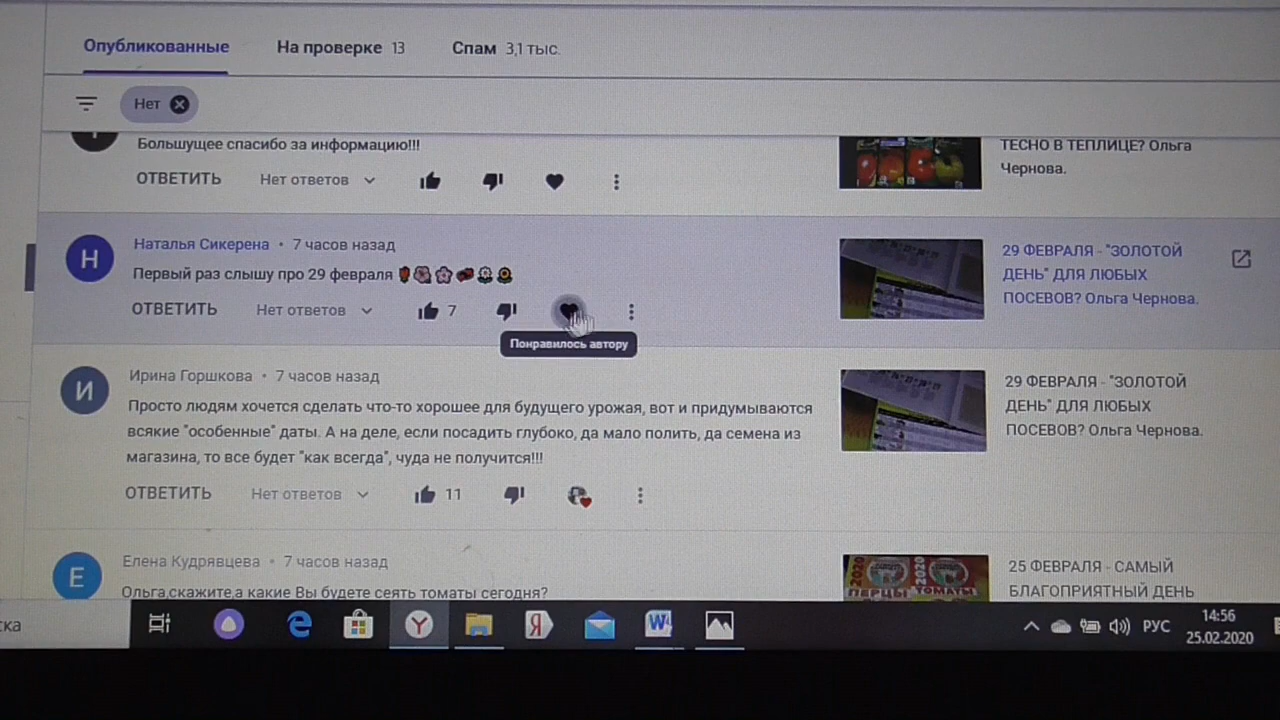 Опубликованные На проверке 13 Спам 3,1 тыс.
Нет
Большущее спасибо за информацию!!!
ОТВЕТИТЬ Нет ответов
ТЕСНО В ТЕПЛИЦЕ? Ольга
Чернова.
Наталья Сикерена • 7 часов назад
Первый раз слышу про 29 февраля
ОТВЕТИТЬ Нет ответов 7
Понравилось автору
29 ФЕВРАЛЯ - "ЗОЛОТОЙ
ДЕНЬ" ДЛЯ ЛЮБЫХ
ПОСЕВОВ? Ольга Чернова.
Н
И
Ирина Горшкова • 7 часов назад
Просто людям хочется сделать что-то хорошее для будущего урожая, вот и придумываются
всякие "особенные" даты. А на деле, если посадить глубоко, да мало полить, да семена из
магазина, то все будет "как всегда", чуда не получится!!!
ОТВЕТИТЬ Нет ответов 11
29 ФЕВРАЛЯ - "ЗОЛОТОЙ
ДЕНЬ" ДЛЯ ЛЮБЫХ
ПОСЕВОВ? Ольга Чернова.
Е
Елена Кудрявцева • 7 часов назад
Ольга,скажите,а какие Вы будете сеять томаты сегодня?
2020 ПЕРЦЫ 2020 ТОМАТЫ
25 ФЕВРАЛЯ - САМЫЙ
БЛАГОПРИЯТНЫЙ ДЕНЬ
ска
РУС
14:56
25.02.2020